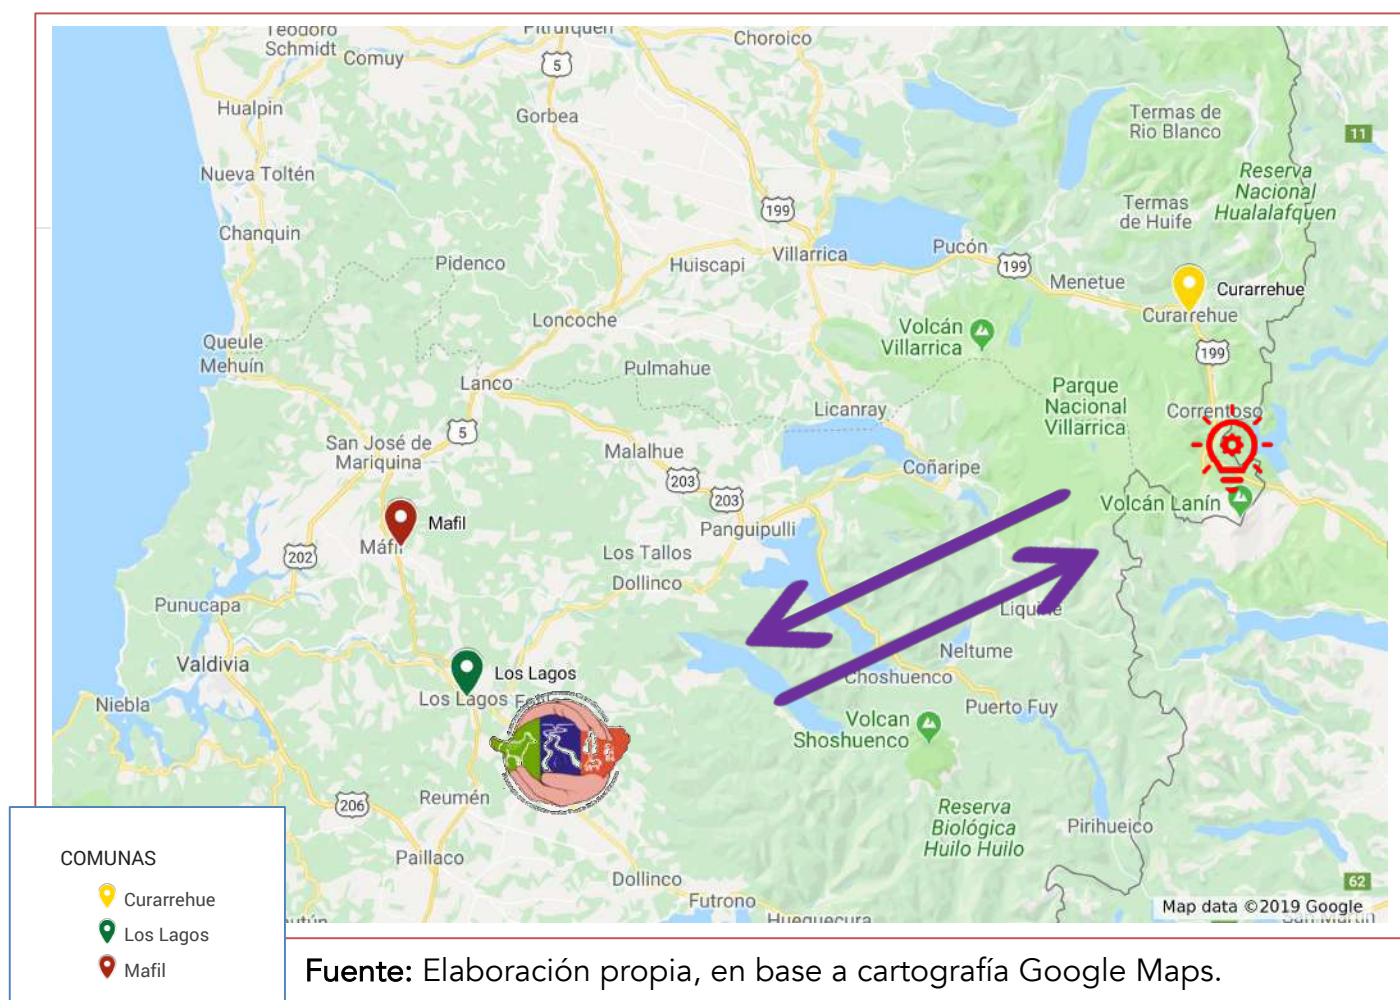 Teodoro
Schmidt
Comuy
Pitrufquen
5
Choroico
Hualpin
Gorbea
Termas de
Rio Blanco
11
Nueva Toltén
Reserva
Nacional
Hualalafquen
Termas
de Huife
199
Chanquin
Pidenco
Huiscapi
Villarrica
Pucón
199
Menetue
Curarrehue
Curarrehue
Loncoche
Volcán
Villarrica
Queule
Mehuín
199
Pulmahue
Lanco
Parque
Nacional
Villarrica
Licanray
Correntoso
5
San José de
Mariquina
Malalhue
203
Coñaripe
203
Volcán Lanín
Mafil
Panguipulli
Máfil
202
Los Tallos
Dollinco
Punucapa
Liquiñe
Valdivia
Neltume
Los Lagos
Choshuenco
Los Lagos
Niebla
Puerto Fuy
Volcan
Shoshuenco
Reumén
206
Reserva
Biológica
Huilo Huilo
Pirihueico
Paillaco
Dollinco
62
Futrono
Map data ©2019 Google
Huequecura
San Martín
COMUNAS
Curarrehue
Los Lagos
Mafil
Fuente: Elaboración propia, en base a cartografía Google Maps.